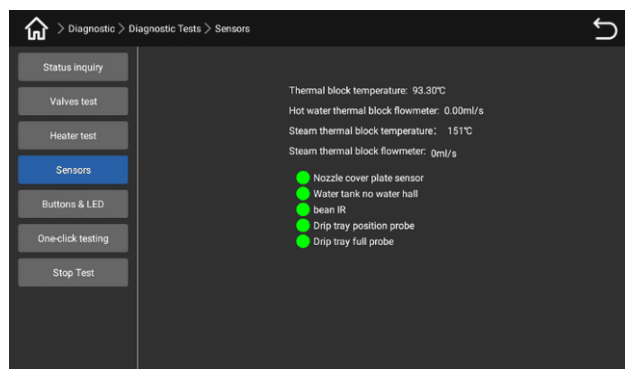 > Diagnostic > Diagnostic Tests > Sensors
Status inquiry
Valves test
Heater test
Sensors
Buttons & LED
One-click testing
Stop Test
Thermal block temperature: 93.30℃
Hot water thermal block flowmeter: 0.00ml/s
Steam thermal block temperature: 151℃
Steam thermal block flowmeter: 0ml/s
Nozzle cover plate sensor
Water tank no water hall
bean IR
Drip tray position probe
Drip tray full probe